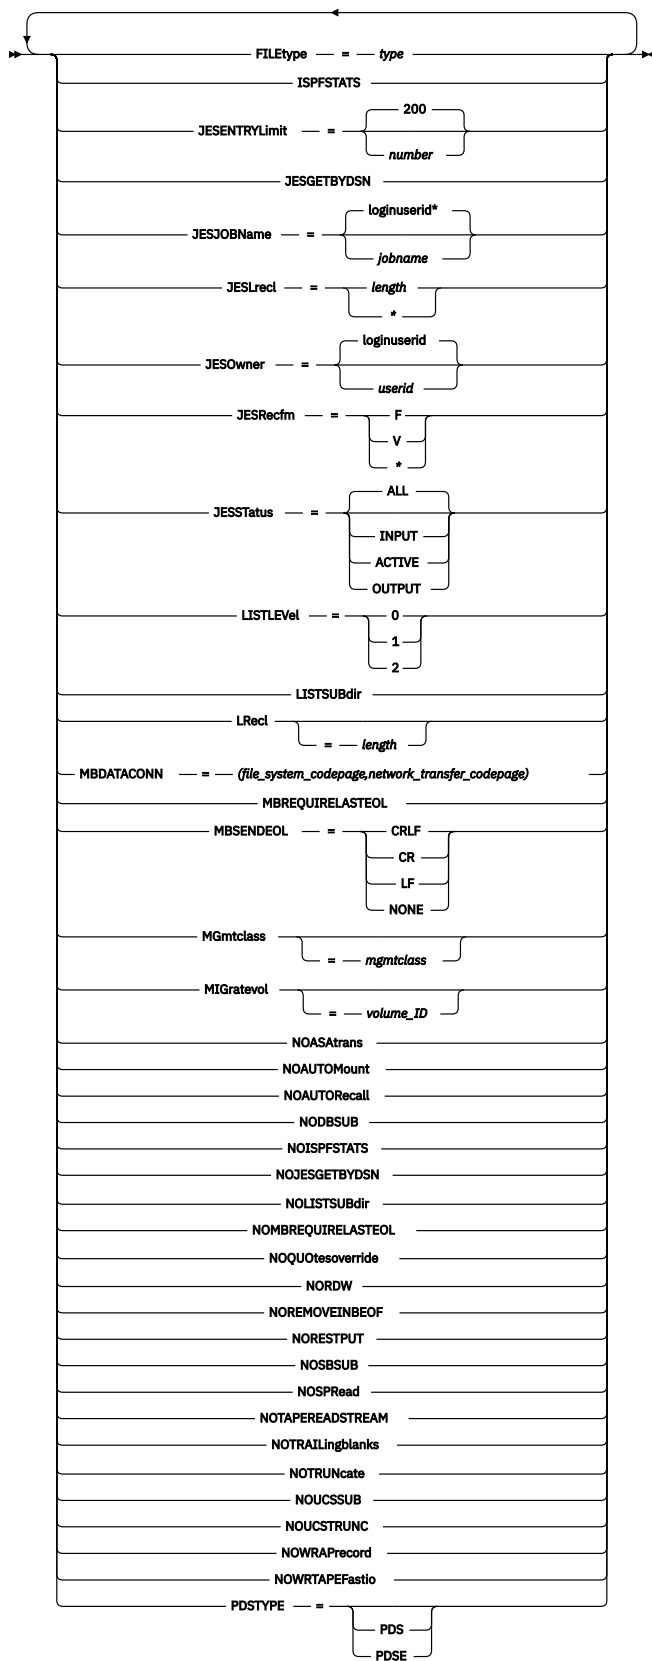 FILEtype = type
ISPFSTATS
200
JESENTRYLimit =
number
JESGETBYDSN
loginuserid*
JESJOBName =
jobname
JESLrecl = length
*
loginuserid
JESOwner =
userid
JESRecfm = F
V
*
ALL
JESSTatus =
INPUT
ACTIVE
OUTPUT
LISTLEVel = 0
1
2
LISTSUBdir
LRecl
= length
MBDATACONN = (file_system_codepage,network_transfer_codepage)
MBREQUIRELASTEOL
MBSENDEOL = CRLF
CR
LF
NONE
MGmtclass
= mgmtclass
MIGratevol
= volume_ID
NOASAtrans
NOAUTOMount
NOAUTORecall
NODBSUB
NOISPFSTATS
NOJESGETBYDSN
NOLISTSUBdir
NOMBREQUIRELASTEOL
NOQUOtesoverride
NORDW
NOREMOVEINBEOF
NORESTPUT
NOSBSUB
NOSPRead
NOTAPEREADSTREAM
NOTRAILingblanks
NOTRUNcate
NOUCSSUB
NOUCSTRUNC
NOWRAPrecord
NOWRTAPEFastio
PDSTYPE =
PDS
PDSE